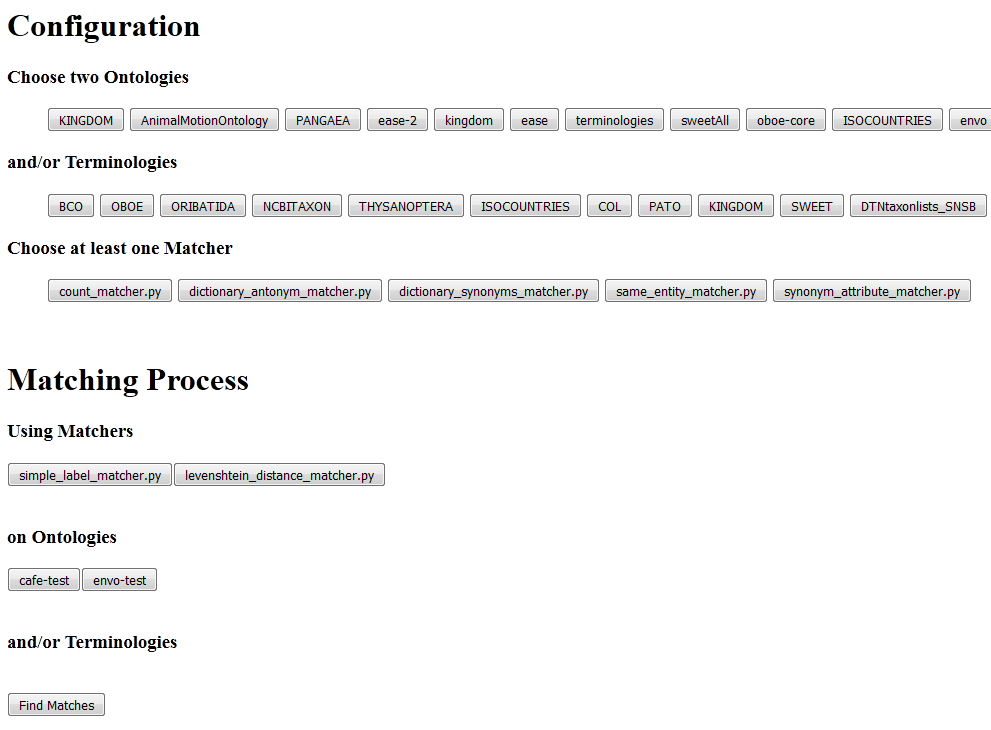 Configuration
Choose two Ontologies
KINGDOM AnimalMotionOntology PANGAEA ease-2 kingdom ease terminologies sweetAll oboe-core ISOCOUNTRIES envo
and/or Terminologies
BCO OBOE ORIBATIDA NCBITAXON THYSANOPTERA ISOCOUNTRIES COL PATO KINGDOM SWEET DTNtaxonlists_SNSB
Choose at least one Matcher
count_matcher.py dictionary_antonym_matcher.py dictionary_synonyms_matcher.py same_entity_matcher.py synonym_attribute_matcher.py
Matching Process
Using Matchers
simple_label_matcher.py levenshtein_distance_matcher.py
on Ontologies
cafe-test envo-test
and/or Terminologies
Find Matches